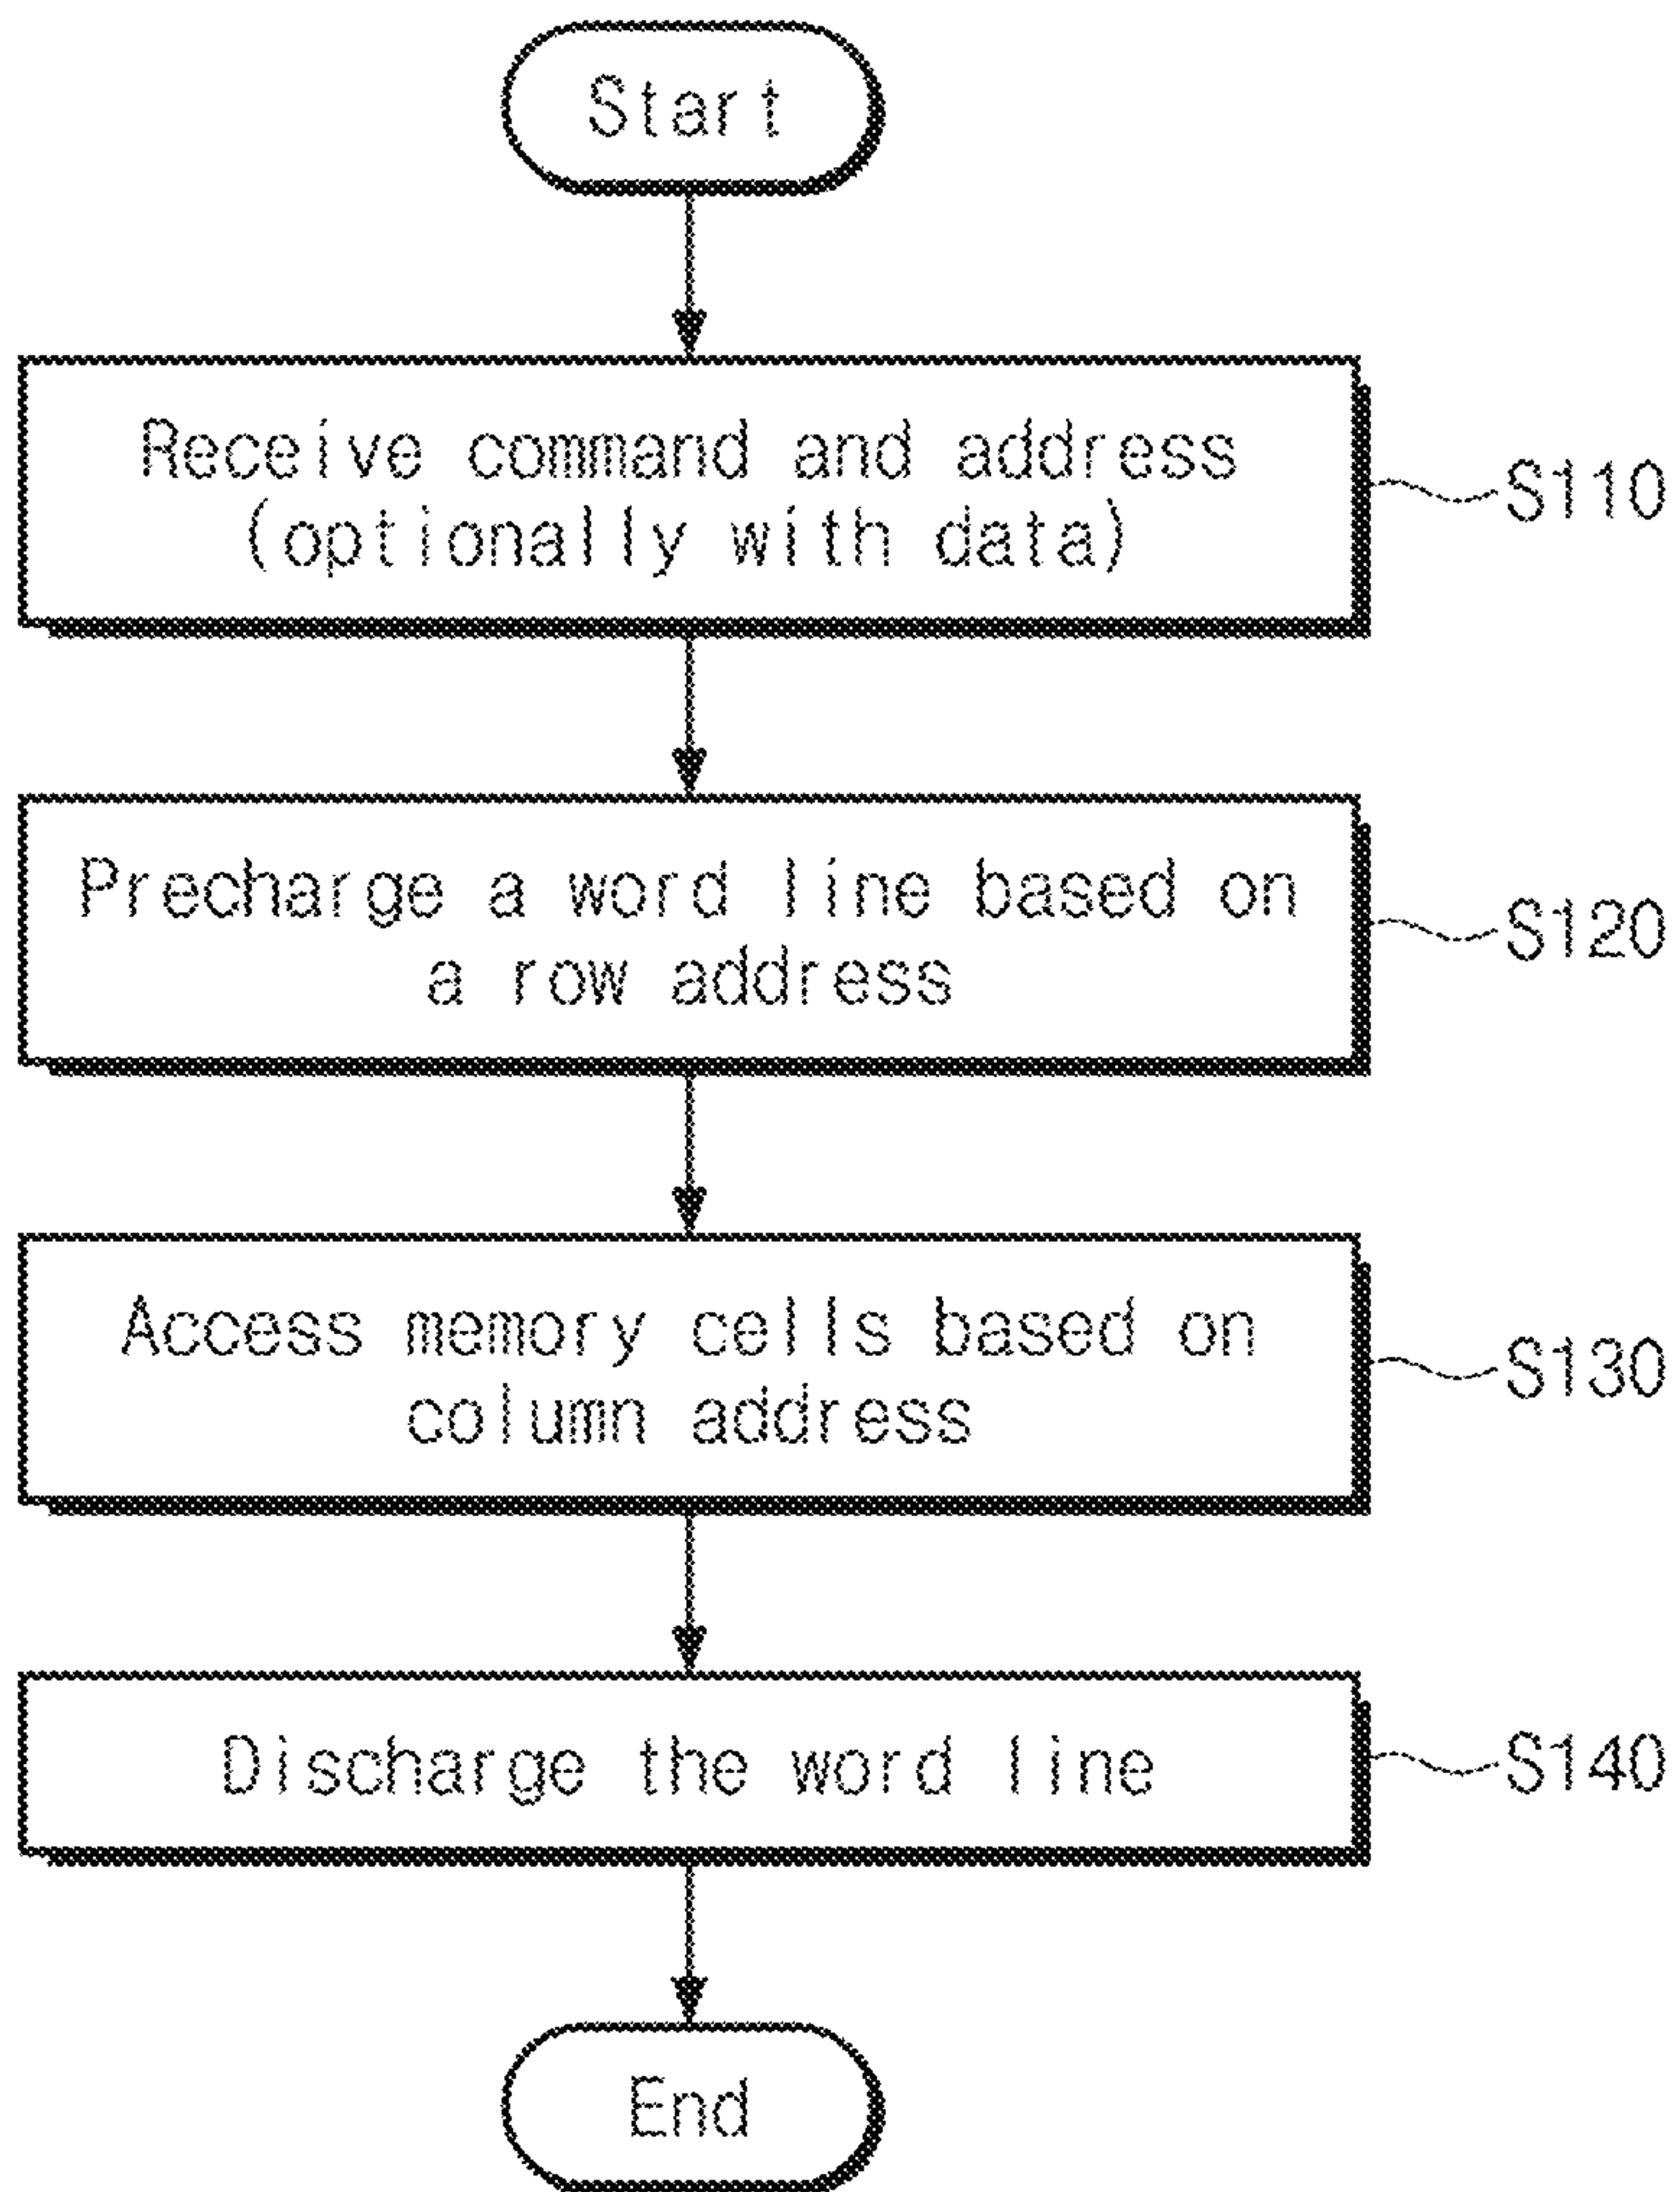 Start
Receive command and address
(optionally with data)
S110
Precharge a word line based on
a row address
S120
Access memory cells based on
column address
S130
Discharge the word line
S140
End